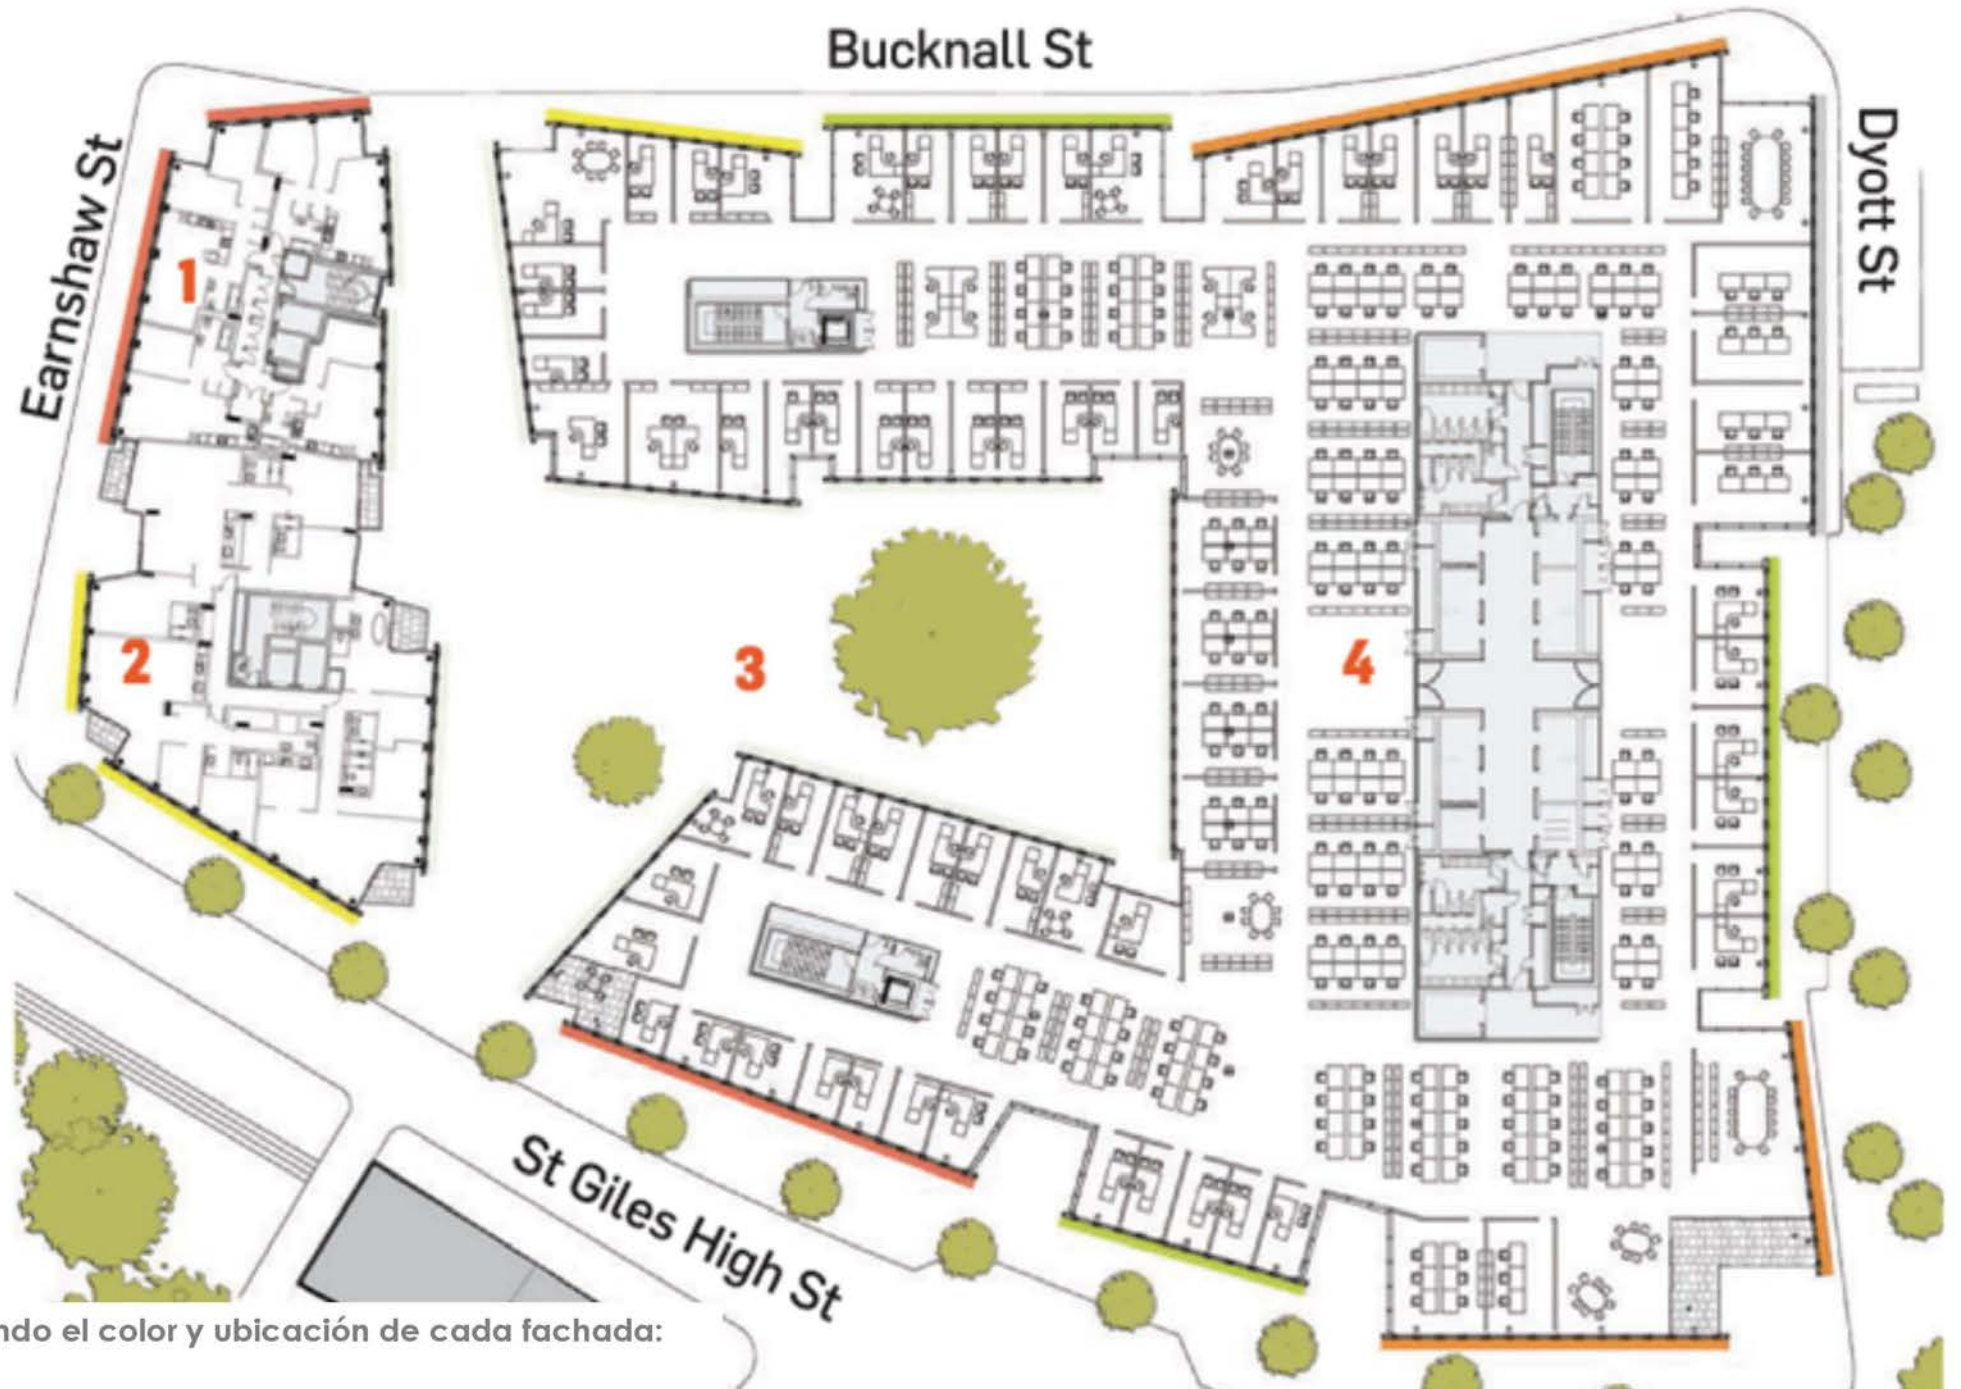 Bucknall St
Earnshaw St
Dyott St
1
2
3
4
St Giles High St
ndo el color y ubicación de cada fachada: